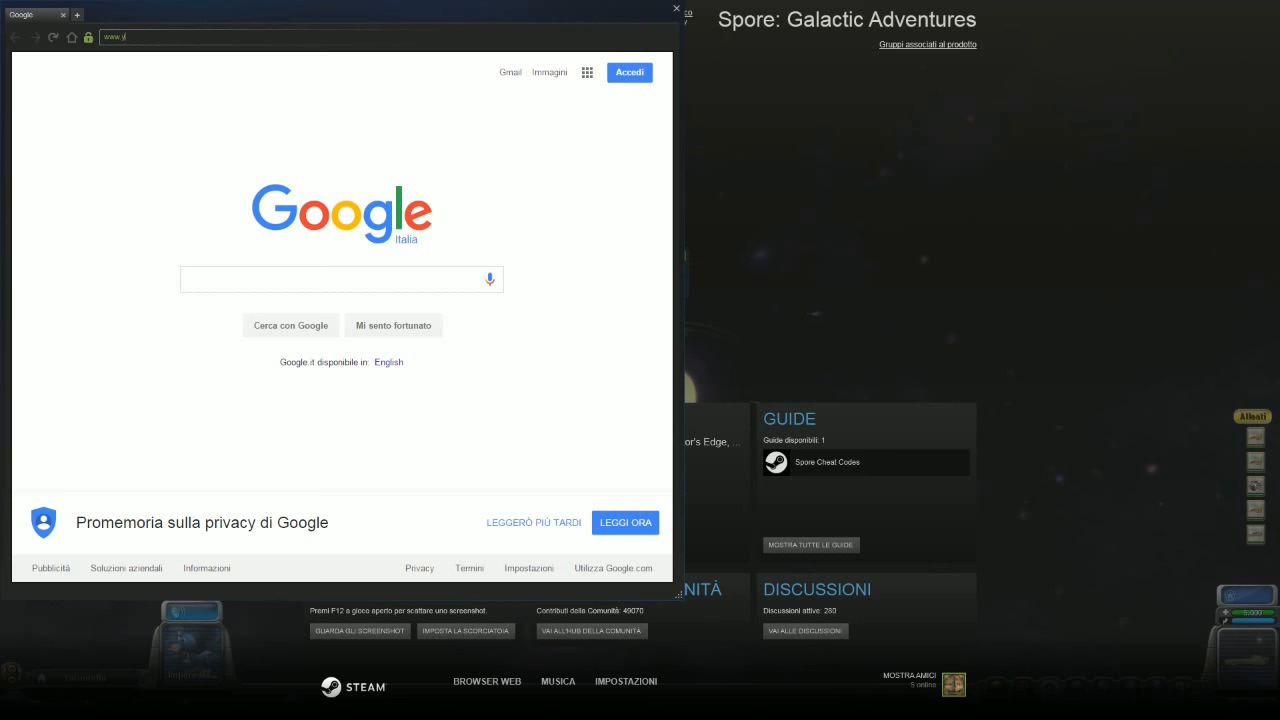 Google
www.y
Gmail Immagini Accedi
Google
Italia
Cerca con Google Mi sento fortunato
Google.it disponibile in: English
Promemoria sulla privacy di Google
LEGGERÒ PIÙ TARDI LEGGI ORA
Pubblicità Soluzioni aziendali Informazioni Privacy Termini Impostazioni Utilizza Google.com
Spore: Galactic Adventures
Gruppi associati al prodotto
or's Edge, ...
GUIDE
Guide disponibili: 1
Spore Cheat Codes
MOSTRA TUTTE LE GUIDE
NITÀ
DISCUSSIONI
Discussioni attive: 280
VAI ALLE DISCUSSIONI
Premi F12 a gioco aperto per scattare uno screenshot.
GUARDA GLI SCREENSHOT IMPOSTA LA SCORCIATOIA
Contributi della Comunità: 49070
VAI ALL'HUB DELLA COMUNITÀ
Alleati
STEAM
BROWSER WEB MUSICA IMPOSTAZIONI
MOSTRA AMICI
5 online